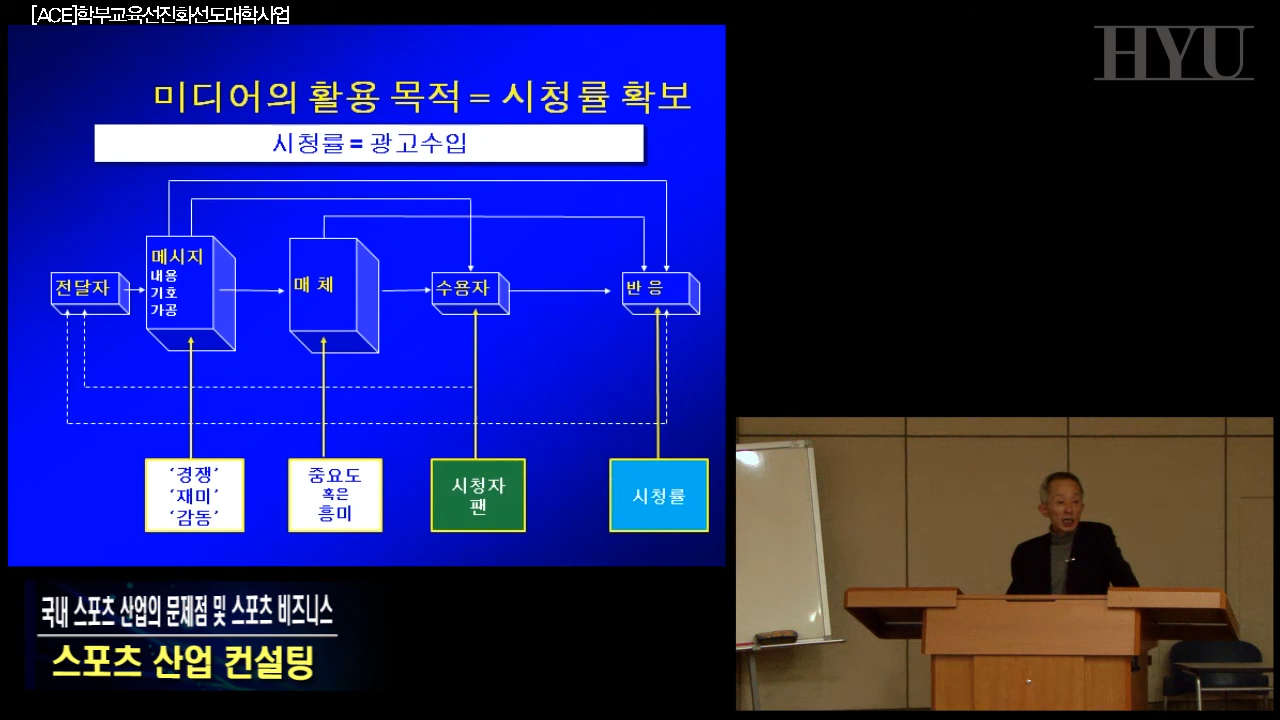 [ACE]학부교육선진화선도대학사업
HYU
미디어의 활용 목적 = 시청률 확보
시청률 = 광고수입
전달자
메시지
내용
기호
가공
매 체
수용자
반 응
‘경쟁’
‘재미’
‘감동’
중요도
혹은
흥미
시청자
팬
시청률
국내 스포츠 산업의 문제점 및 스포츠 비즈니스
스포츠 산업 컨설팅